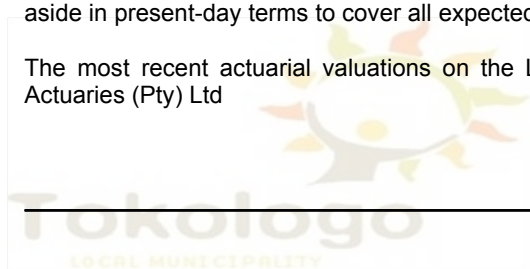 aside in present-day terms to cover all expected
The most recent actuarial valuations on the
Actuaries (Pty) Ltd
Tokologo
LOCAL MUNICIPALITY